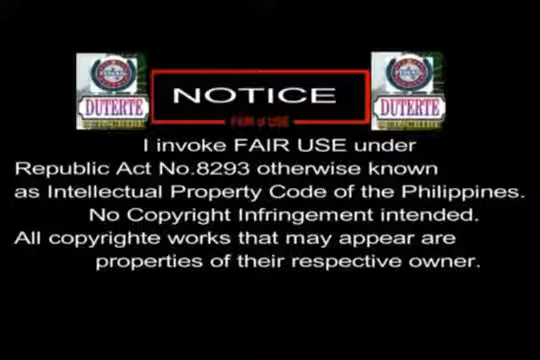 NOTICE
DUTERTE
DUTERTE
FAIR of USE
I invoke FAIR USE under
Republic Act No.8293 otherwise known
as Intellectual Property Code of the Philippines.
No Copyright Infringement intended.
All copyrighte works that may appear are
properties of their respective owner.